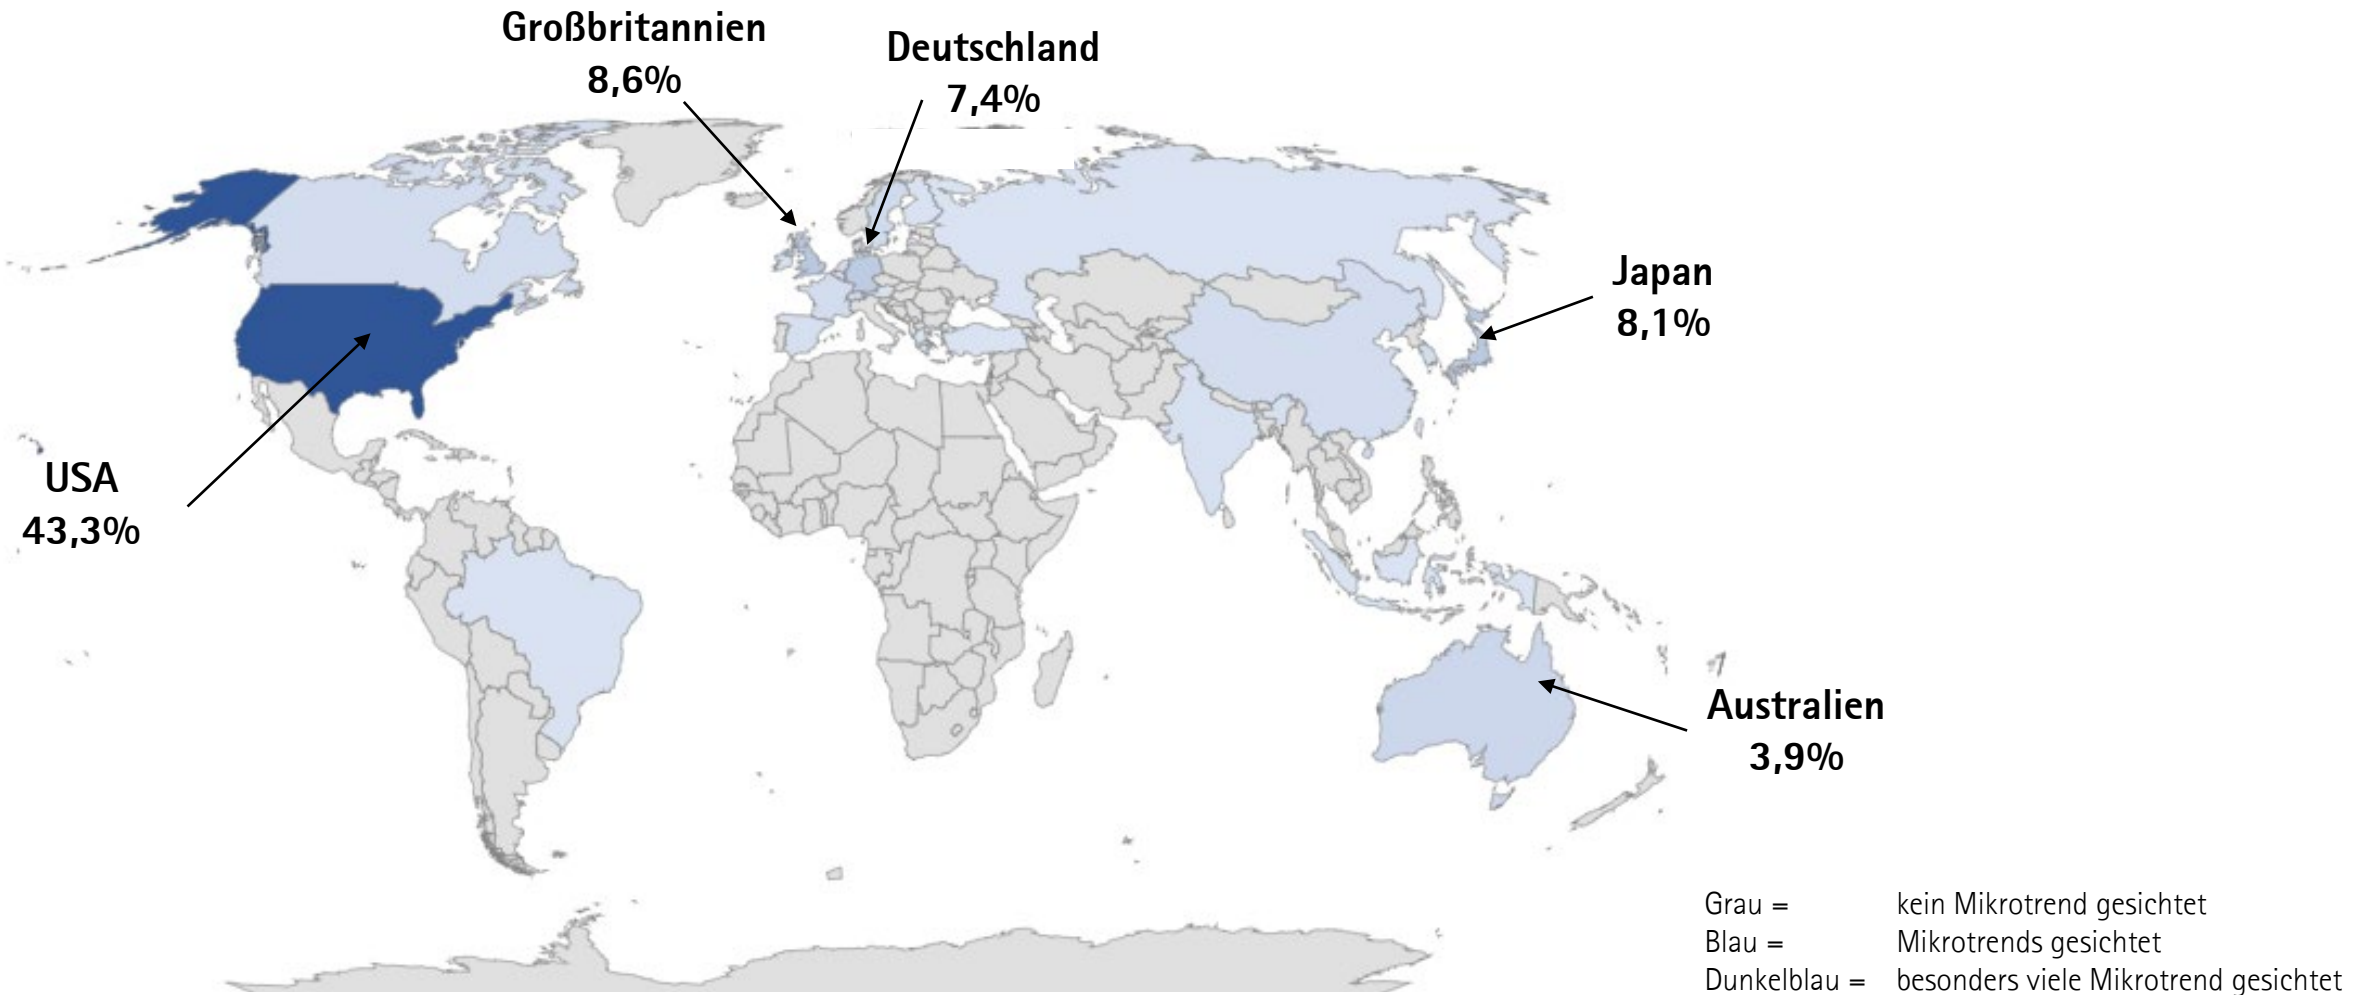 Großbritannien
8,6%
Deutschland
7,4%
Japan
8,1%
USA
43,3%
Australien
3,9%
Grau = kein Mikrotrend gesichtet
Blau = Mikrotrends gesichtet
Dunkelblau = besonders viele Mikrotrend gesichtet